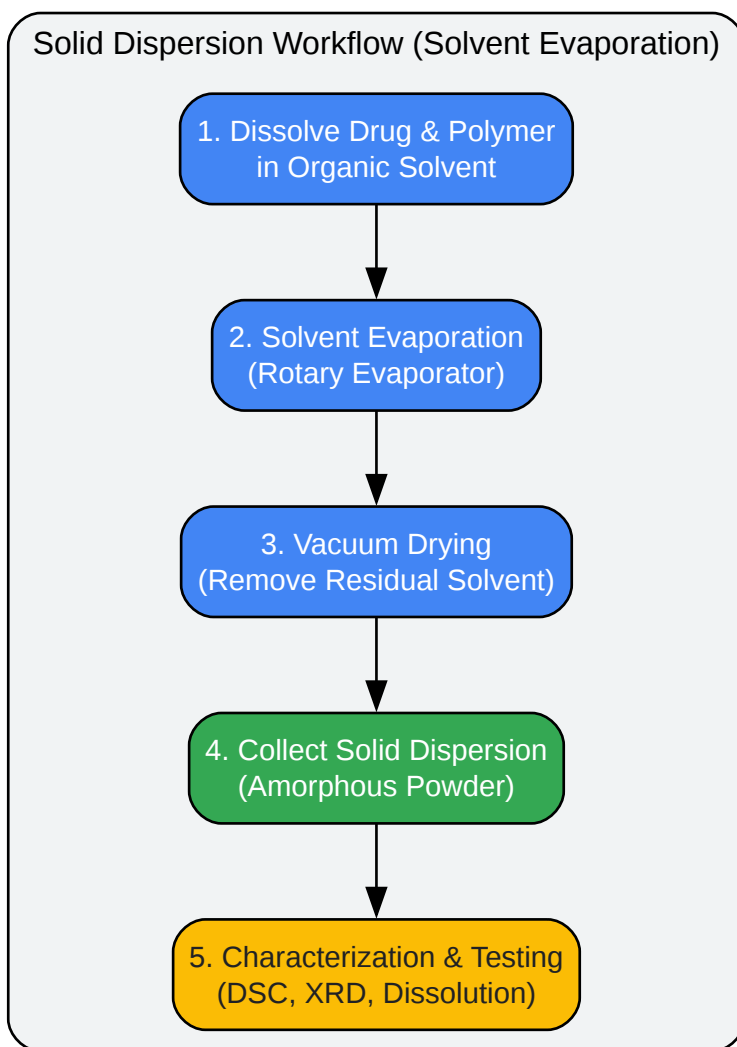 Solid Dispersion Workflow (Solvent Evaporation)
1. Dissolve Drug & Polymer
in Organic Solvent
2. Solvent Evaporation
(Rotary Evaporator)
3. Vacuum Drying
(Remove Residual Solvent)
4. Collect Solid Dispersion
(Amorphous Powder)
5. Characterization & Testing
(DSC, XRD, Dissolution)